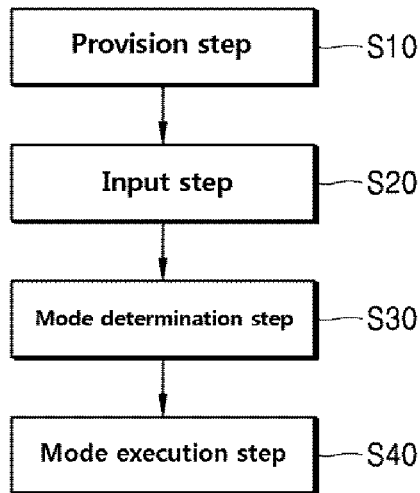 Provision step
S10
Input step
S20
Mode determination step
S30
Mode execution step
S40